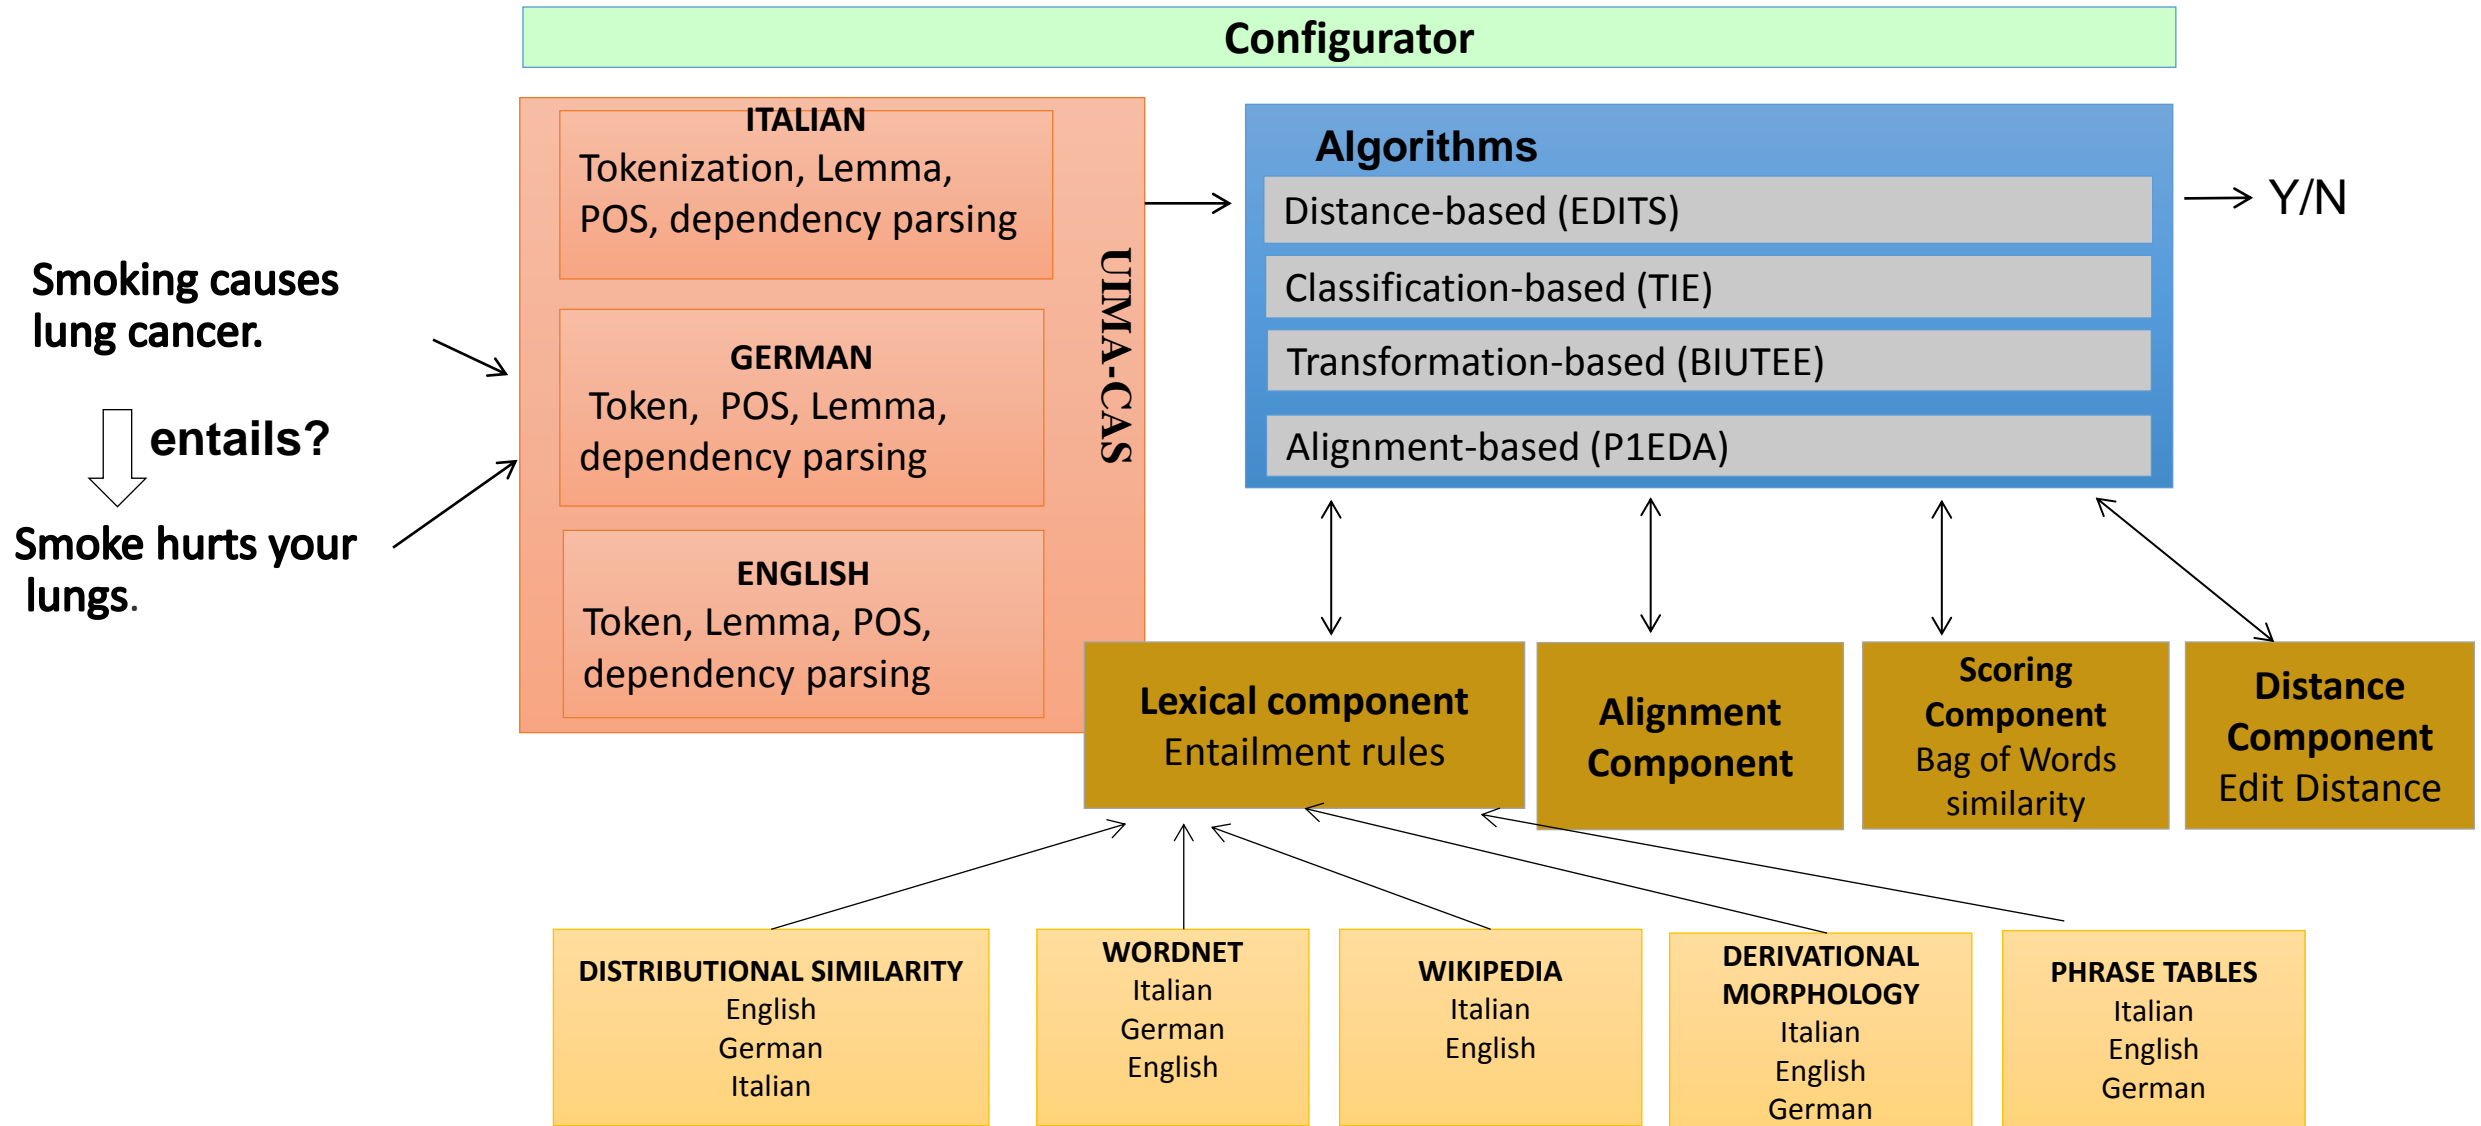 Configurator
Smoking causes
lung cancer.
entails?
Smoke hurts your
lungs.
ITALIAN
Tokenization, Lemma,
POS, dependency parsing
GERMAN
Token, POS, Lemma,
dependency parsing
ENGLISH
Token, Lemma, POS,
dependency parsing
UIMA-CAS
Algorithms
Distance-based (EDITS)
Classification-based (TIE)
Transformation-based (BIUTEE)
Alignment-based (P1EDA)
Y/N
Lexical component
Entailment rules
Alignment
Component
Scoring
Component
Bag of Words
similarity
Distance
Component
Edit Distance
DISTRIBUTIONAL SIMILARITY
English
German
Italian
WORDNET
Italian
German
English
WIKIPEDIA
Italian
English
DERIVATIONAL
MORPHOLOGY
Italian
English
German
PHRASE TABLES
Italian
English
German